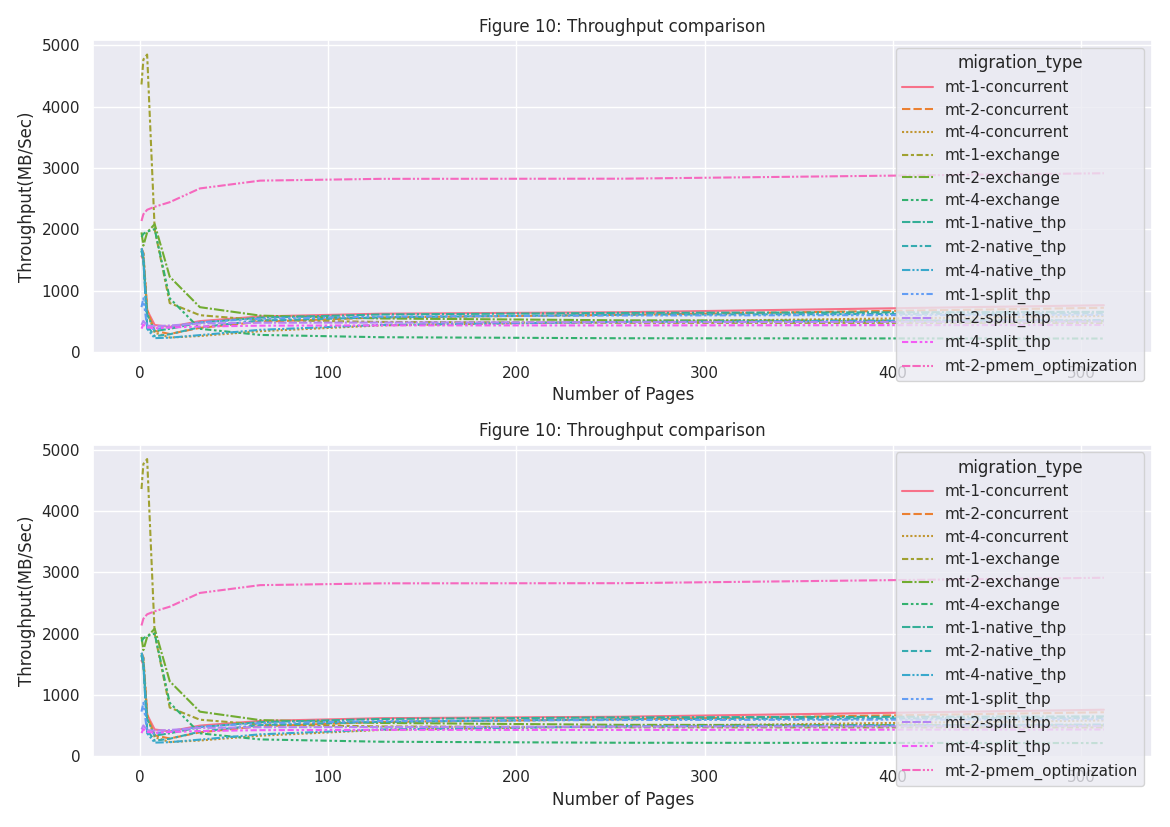 Figure 10: Throughput comparison
5000
4000
3000
2000
1000
0
Throughput(MB/Sec)
0 100 200 300 400 500
Number of Pages
migration_type
mt-1-concurrent
mt-2-concurrent
mt-4-concurrent
mt-1-exchange
mt-2-exchange
mt-4-exchange
mt-1-native_thp
mt-2-native_thp
mt-4-native_thp
mt-1-split_thp
mt-2-split_thp
mt-4-split_thp
mt-2-pmem_optimization
Figure 10: Throughput comparison
5000
4000
3000
2000
1000
0
Throughput(MB/Sec)
0 100 200 300 400 500
Number of Pages
migration_type
mt-1-concurrent
mt-2-concurrent
mt-4-concurrent
mt-1-exchange
mt-2-exchange
mt-4-exchange
mt-1-native_thp
mt-2-native_thp
mt-4-native_thp
mt-1-split_thp
mt-2-split_thp
mt-4-split_thp
mt-2-pmem_optimization